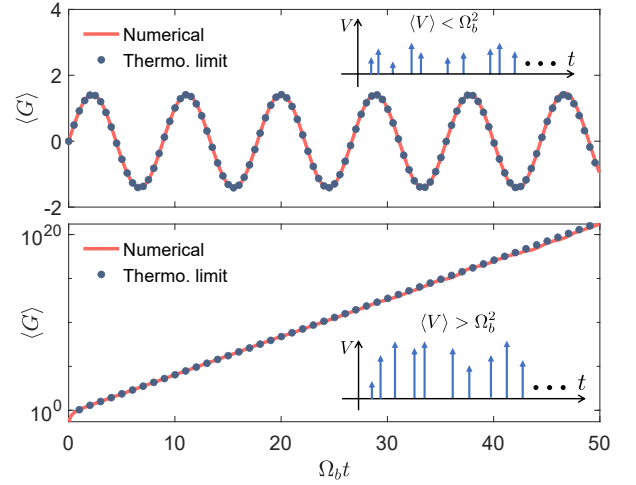 4
2
0
-2
⟨G⟩
Numerical
Thermo. limit
V
⟨V⟩ < Ω_b^2
t
10^20
10^0
⟨G⟩
Numerical
Thermo. limit
⟨V⟩ > Ω_b^2
V
t
0 10 20 30 40 50
Ω_b t